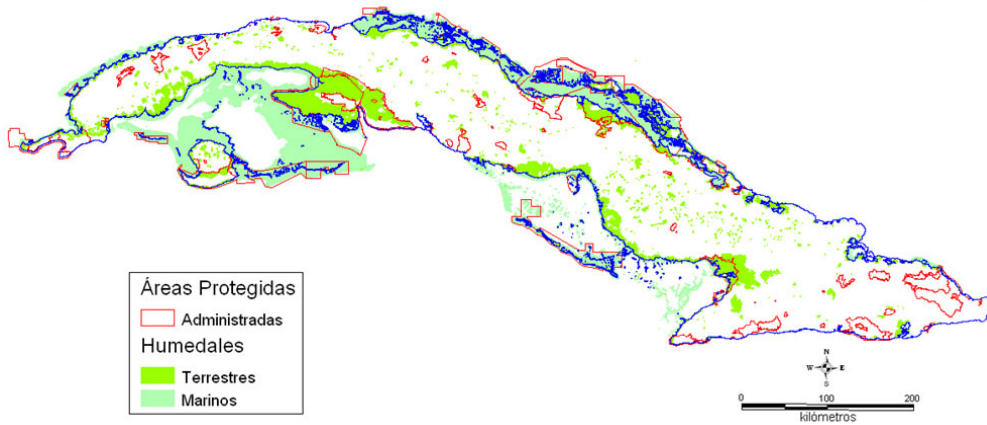 Áreas Protegidas
Administradas
Humedales
Terrestres
Marinos
N
W E
S
0 100 200
kilómetros